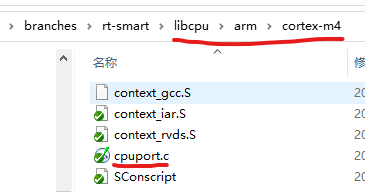 branches › rt-smart › libcpu › arm › cortex-m4
名称
context_gcc.S
20
context_iar.S
20
context_rvds.S
20
cpuport.c
20
SConscript
20